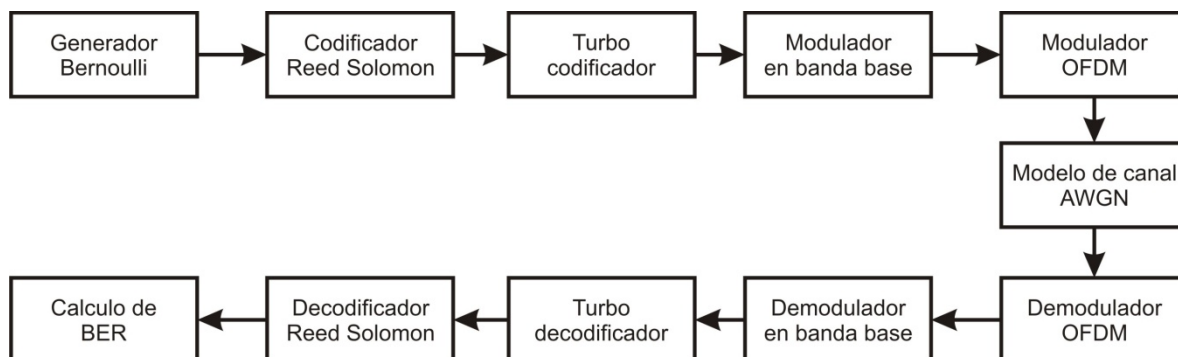 Generador
Bernoulli
Codificador
Reed Solomon
Turbo
codificador
Modulador
en banda base
Modulador
OFDM
Modelo de canal
AWGN
Calculo de
BER
Decodificador
Reed Solomon
Turbo
decodificador
Demodulador
en banda base
Demodulador
OFDM